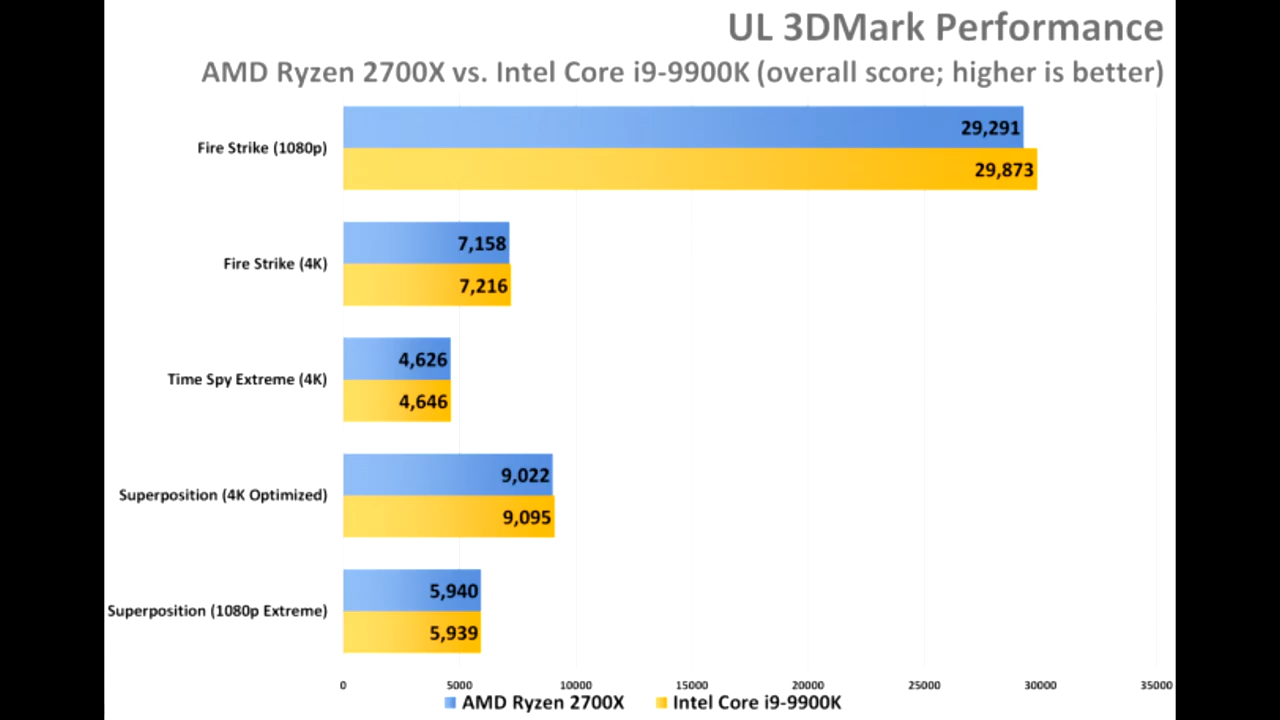 UL 3DMark Performance
AMD Ryzen 2700X vs. Intel Core i9-9900K (overall score; higher is better)
Fire Strike (1080p)
29,291
29,873
Fire Strike (4K)
7,158
7,216
Time Spy Extreme (4K)
4,626
4,646
Superposition (4K Optimized)
9,022
9,095
Superposition (1080p Extreme)
5,940
5,939
0 5000 10000 15000 20000 25000 30000 35000
AMD Ryzen 2700X Intel Core i9-9900K